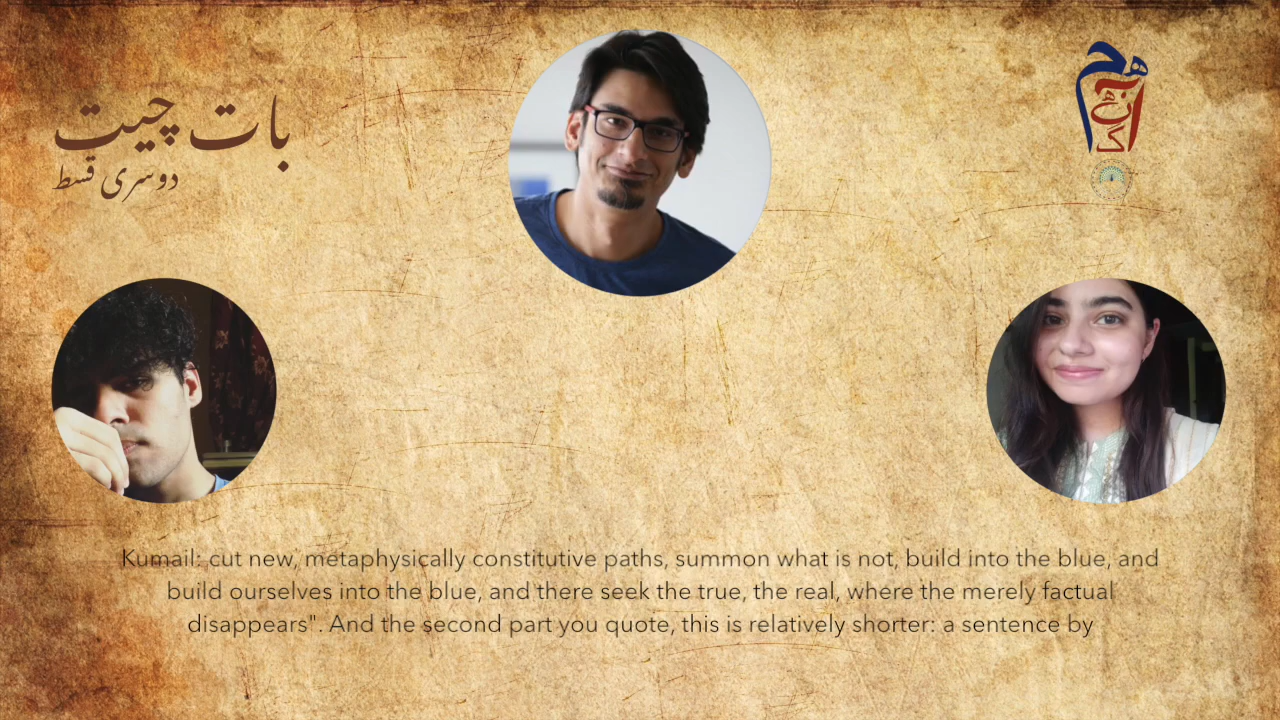 بات چیت
دوسری قسط
Kumail: cut new, metaphysically constitutive paths, summon what is not, build into the blue, and
build ourselves into the blue, and there seek the true, the real, where the merely factual
disappears". And the second part you quote, this is relatively shorter: a sentence by